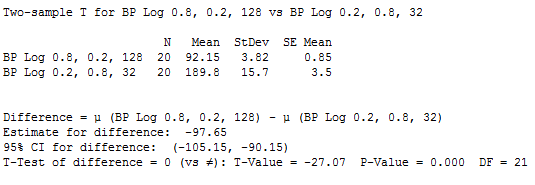 Two-sample T for BP Log 0.8, 0.2, 128 vs BP Log 0.2, 0.8, 32
N Mean StDev SE Mean
BP Log 0.8, 0.2, 128 20 92.15 3.82 0.85
BP Log 0.2, 0.8, 32 20 189.8 15.7 3.5
Difference = μ (BP Log 0.8, 0.2, 128) - μ (BP Log 0.2, 0.8, 32)
Estimate for difference: -97.65
95% CI for difference: (-105.15, -90.15)
T-Test of difference = 0 (vs ≠): T-Value = -27.07 P-Value = 0.000 DF = 21